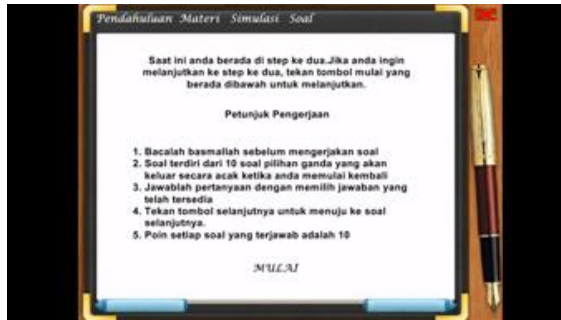 Pendahuluan Materi Simulasi Soal
Saat ini anda berada di step ke dua.Jika anda ingin
melanjutkan ke step ke dua, tekan tombol mulai yang
berada dibawah untuk melanjutkan.
Petunjuk Pengerjaan
1. Bacalah basmallah sebelum mengerjakan soal
2. Soal terdiri dari 10 soal pilihan ganda yang akan
keluar secara acak ketika anda memulai kembali
3. Jawablah pertanyaan dengan memilih jawaban yang
telah tersedia
4. Tekan tombol selanjutnya untuk menuju ke soal
selanjutnya.
5. Poin setiap soal yang terjawab adalah 10
MULAI